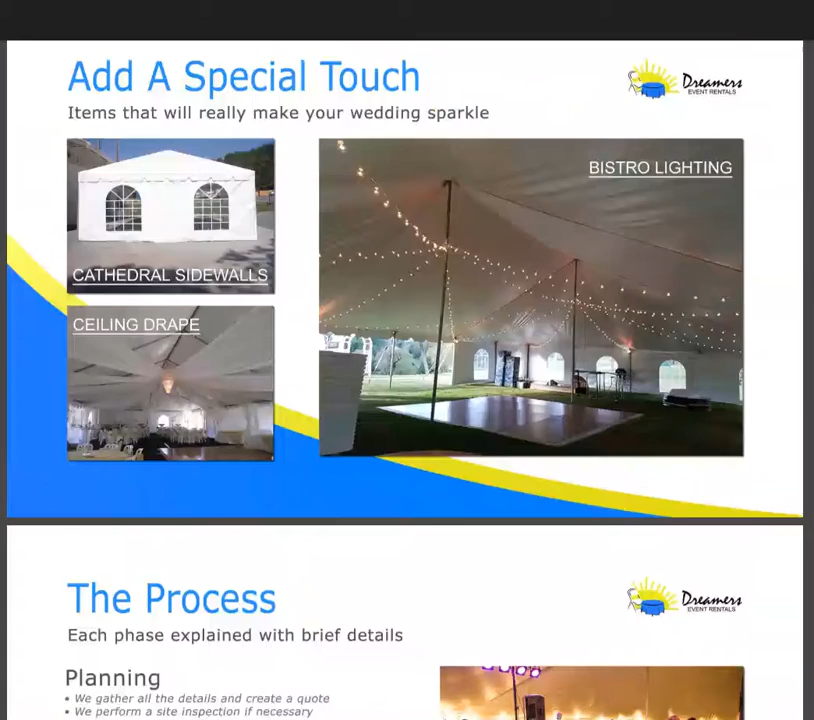 Add A Special Touch
Items that will really make your wedding sparkle
Dreamers
EVENT RENTALS
CATHEDRAL SIDEWALLS
BISTRO LIGHTING
CEILING DRAPE
The Process
Each phase explained with brief details
Dreamers
EVENT RENTALS
Planning
• We gather all the details and create a quote
• We perform a site inspection if necessary